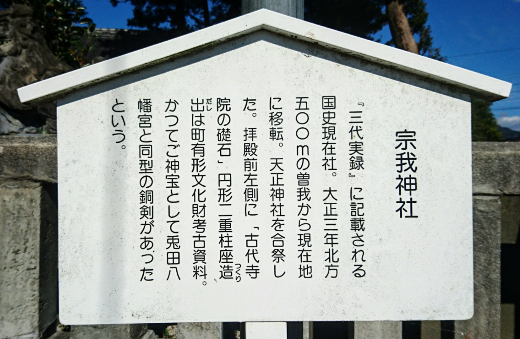 宗我神社
『三代実録』に記載される
国史現在社。大正三年北方
五〇〇mの曽我から現在地
に移転。天正神社を合祭し
た。拝殿前左側に「古代寺
院の礎石」円形二重柱座造
出は町有形文化財考古資料。
かつてご神宝として兎田八
幡宮と同型の銅剣があった
という。